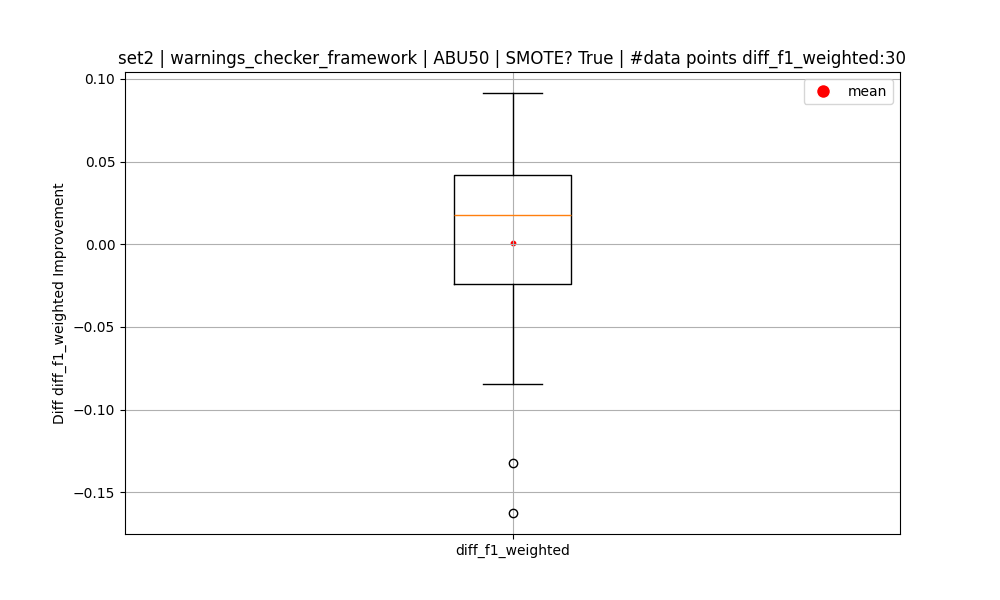 set2 | warnings_checker_framework | ABU50 | SMOTE? True | #data points diff_f1_weighted:30
mean
0.10
0.05
0.00
−0.05
−0.10
−0.15
Diff diff_f1_weighted Improvement
diff_f1_weighted